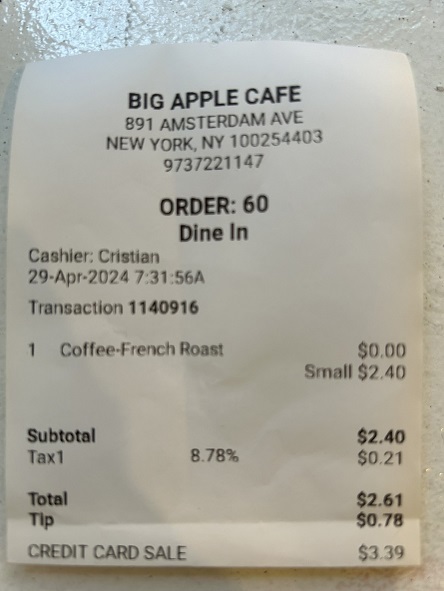 BIG APPLE CAFE
891 AMSTERDAM AVE
NEW YORK, NY 100254403
9737221147
ORDER: 60
Dine In
Cashier: Cristian
29-Apr-2024 7:31:56A
Transaction 1140916
1 Coffee-French Roast $0.00
Small $2.40
Subtotal $2.40
Tax1 8.78% $0.21
Total $2.61
Tip $0.78
CREDIT CARD SALE $3.39